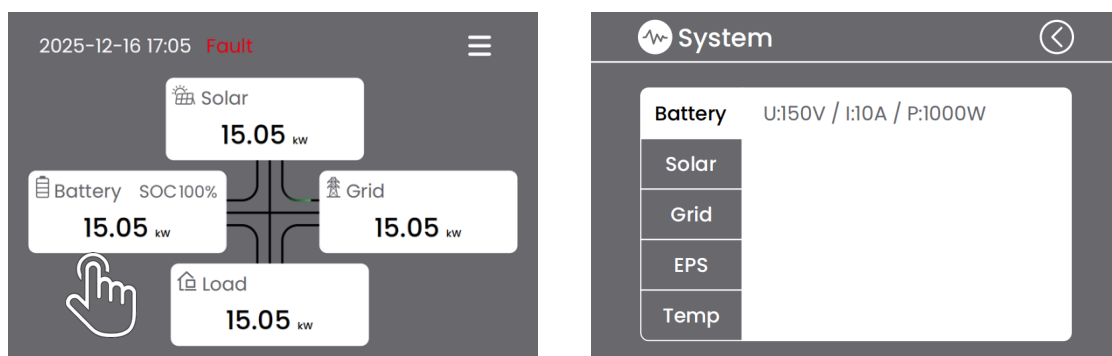 2025-12-16 17:05 Fault
Solar
15.05 kW
Battery SOC100%
15.05 kW
Grid
15.05 kW
Load
15.05 kW
System
Battery U:150V / I:10A / P:1000W
Solar
Grid
EPS
Temp